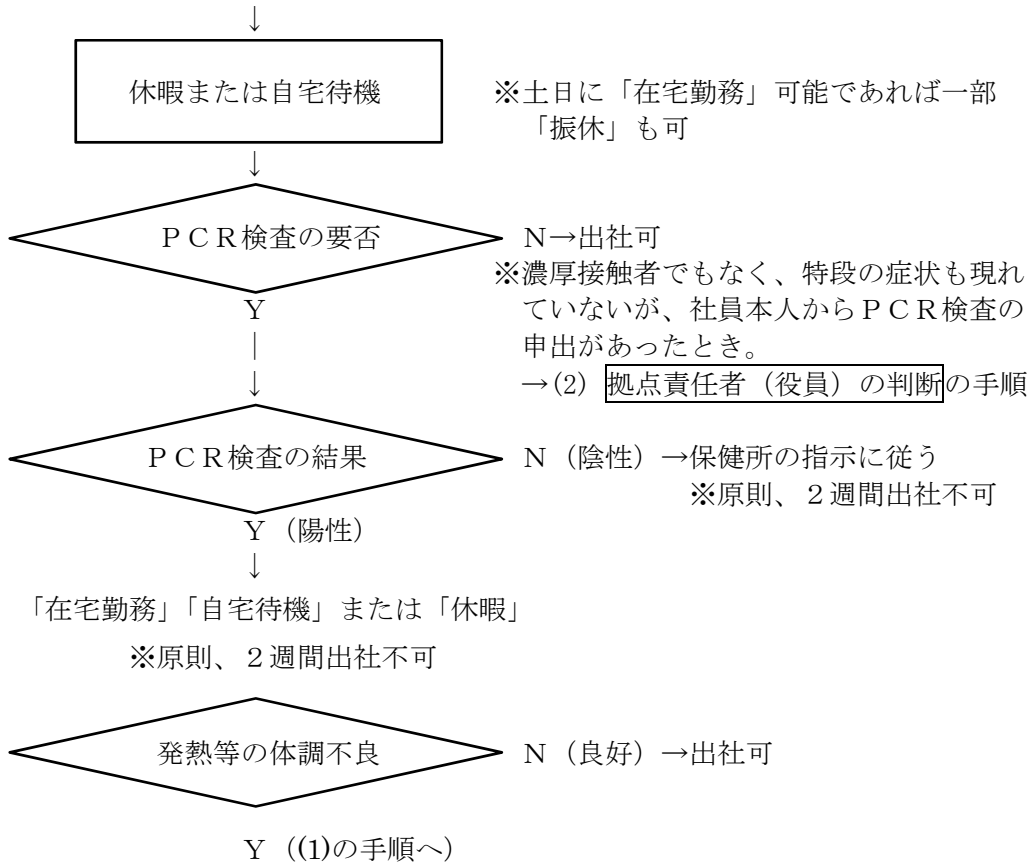 ↓
休暇または自宅待機
※土日に「在宅勤務」可能であれば一部
「振休」も可
↓
ＰＣＲ検査の要否
Ｎ→出社可
※濃厚接触者でもなく、特段の症状も現れ
ていないが、社員本人からＰＣＲ検査の
申出があったとき。
→(2) 拠点責任者（役員）の判断の手順
Ｙ
｜
↓
ＰＣＲ検査の結果
Ｎ（陰性）→保健所の指示に従う
※原則、２週間出社不可
Ｙ（陽性）
↓
「在宅勤務」「自宅待機」または「休暇」
※原則、２週間出社不可
発熱等の体調不良
Ｎ（良好）→出社可
Ｙ（(1)の手順へ）